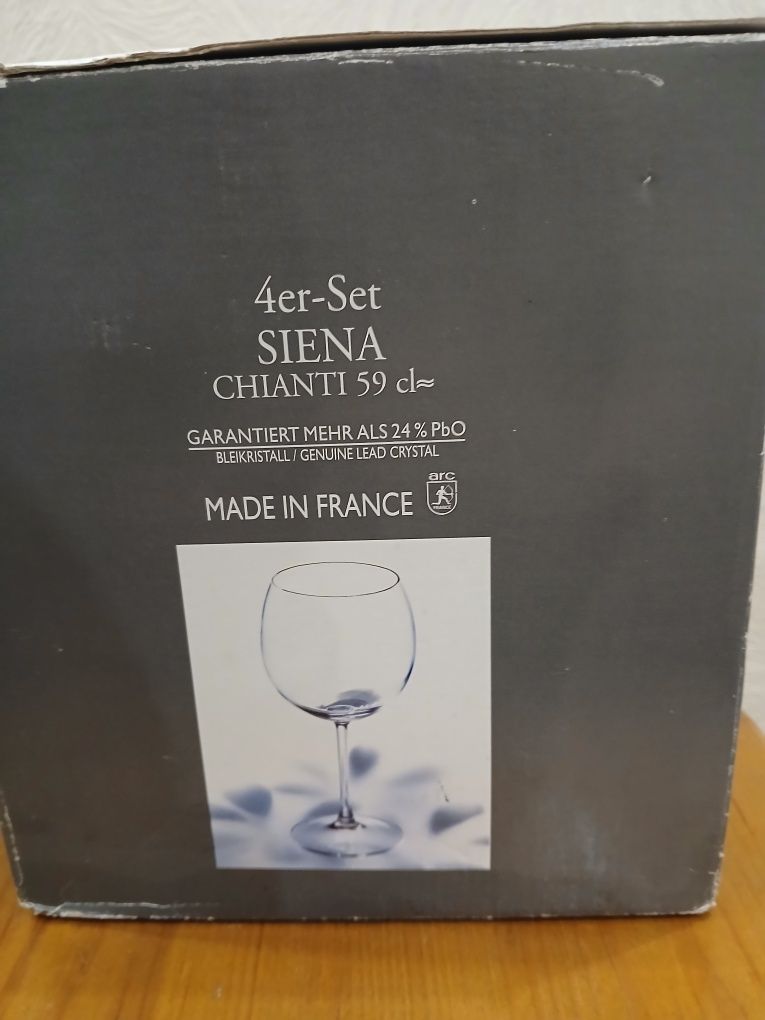 4er-Set
SIENA
CHIANTI 59 cl≈
GARANTIERT MEHR ALS 24 % PbO
BLEIKRISTALL / GENUINE LEAD CRYSTAL
arc
MADE IN FRANCE
FRANCE